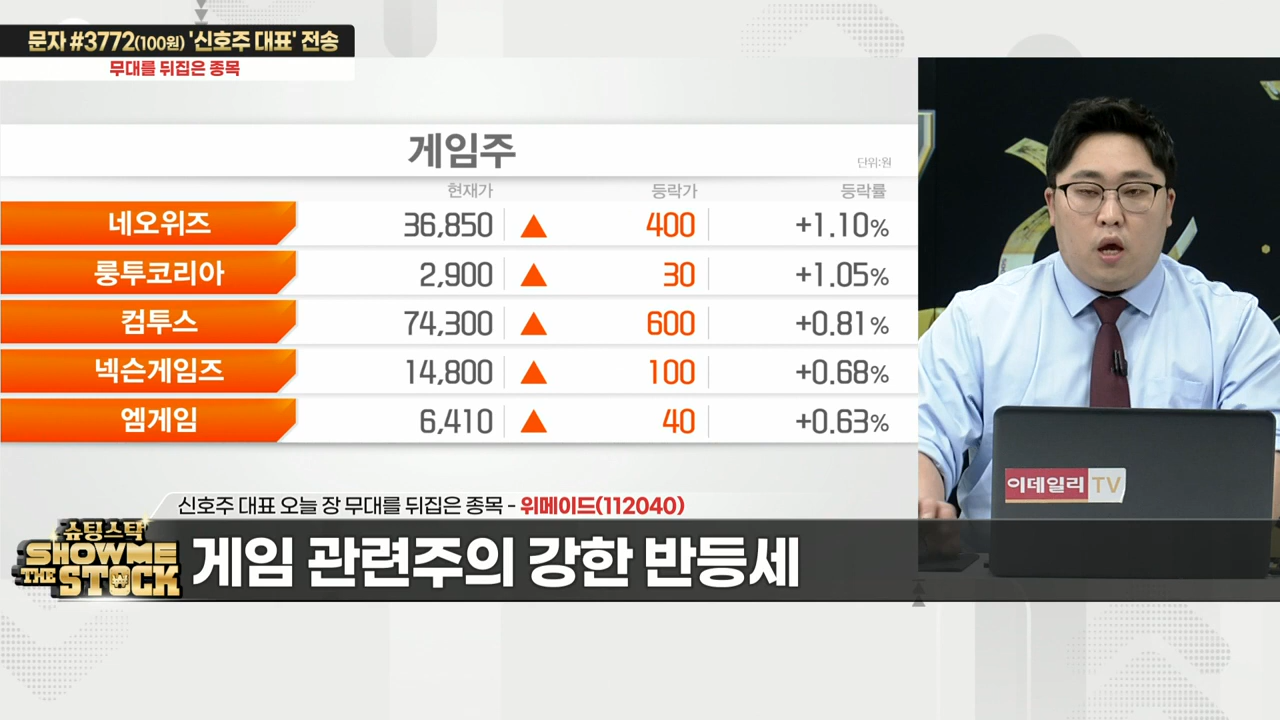 문자 #3772(100원) '신호주 대표' 전송
무대를 뒤집은 종목
게임주
단위:원
현재가 등락가 등락률
네오위즈 36,850 ▲ 400 +1.10%
룽투코리아 2,900 ▲ 30 +1.05%
컴투스 74,300 ▲ 600 +0.81%
넥슨게임즈 14,800 ▲ 100 +0.68%
엠게임 6,410 ▲ 40 +0.63%
이데일리 TV
신호주 대표 오늘 장 무대를 뒤집은 종목 - 위메이드(112040)
슈팅스탁
SHOW ME
THE STOCK
게임 관련주의 강한 반등세